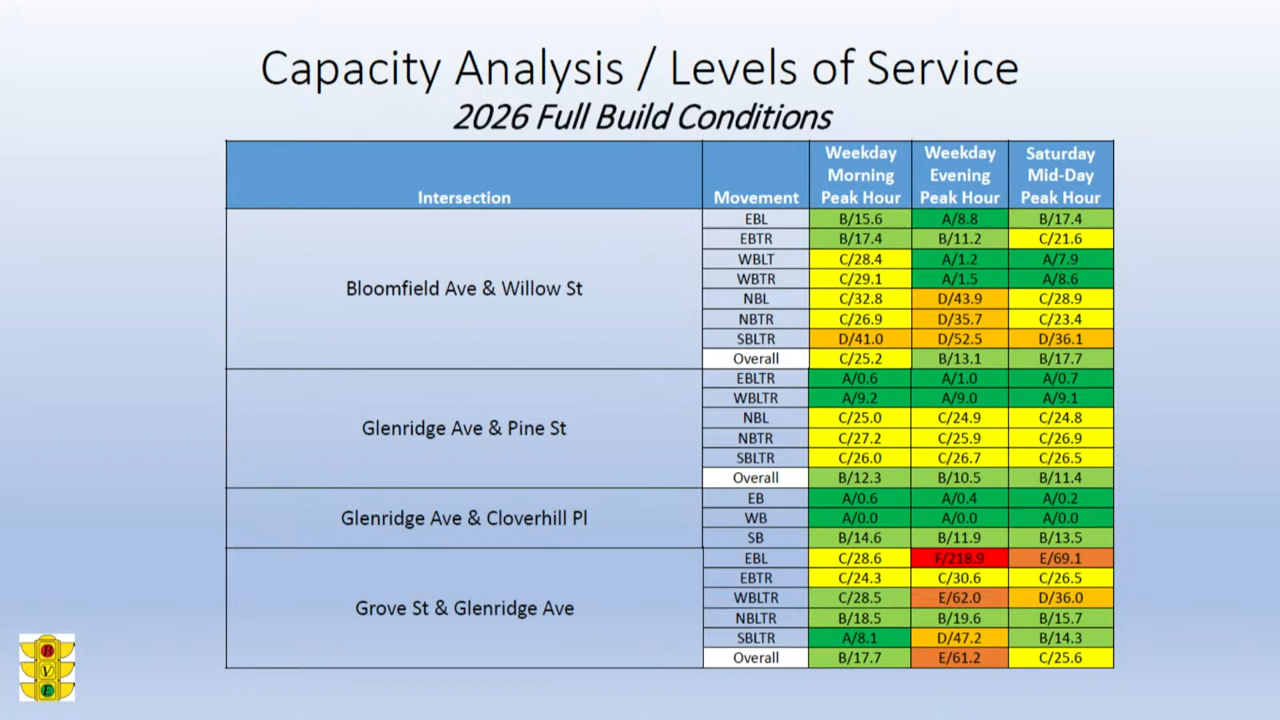 Capacity Analysis / Levels of Service
2026 Full Build Conditions
Intersection Movement Weekday Morning Peak Hour Weekday Evening Peak Hour Saturday Mid-Day Peak Hour
Bloomfield Ave & Willow St
EBL B/15.6 A/8.8 B/17.4
EBTR B/17.4 B/11.2 C/21.6
WBLT C/28.4 A/1.2 A/7.9
WBTR C/29.1 A/1.5 A/8.6
NBL C/32.8 D/43.9 C/28.9
NBTR C/26.9 D/35.7 C/23.4
SBLTR D/41.0 D/52.5 D/36.1
Overall C/25.2 B/13.1 B/17.7
Glenridge Ave & Pine St
EBLTR A/0.6 A/1.0 A/0.7
WBLTR A/9.2 A/9.0 A/9.1
NBL C/25.0 C/24.9 C/24.8
NBTR C/27.2 C/25.9 C/26.9
SBLTR C/26.0 C/26.7 C/26.5
Overall B/12.3 B/10.5 B/11.4
Glenridge Ave & Cloverhill Pl
EB A/0.6 A/0.4 A/0.2
WB A/0.0 A/0.0 A/0.0
SB B/14.6 B/11.9 B/13.5
Grove St & Glenridge Ave
EBL C/28.6 F/218.9 E/69.1
EBTR C/24.3 C/30.6 C/26.5
WBLTR C/28.5 E/62.0 D/36.0
NBLTR B/18.5 B/19.6 B/15.7
SBLTR A/8.1 D/47.2 B/14.3
Overall B/17.7 E/61.2 C/25.6
B
V
E